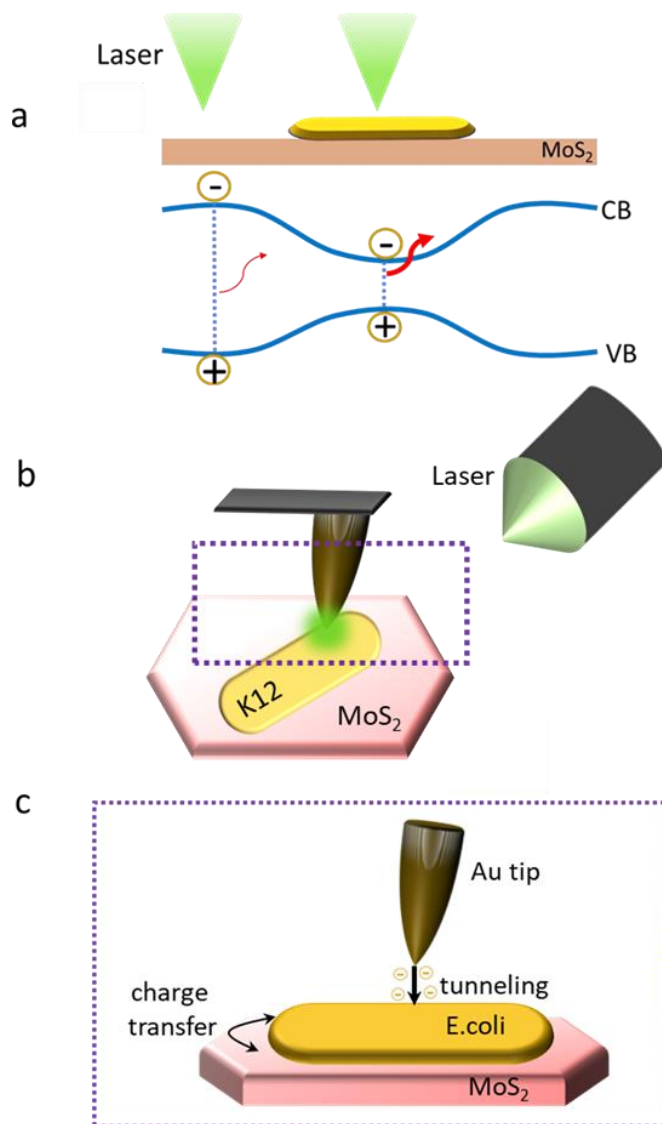 Laser
a
MoS₂
-
-
CB
+
+
VB
b
Laser
K12
MoS₂
c
Au tip
- -
- -
tunneling
charge
transfer
E.coli
MoS₂